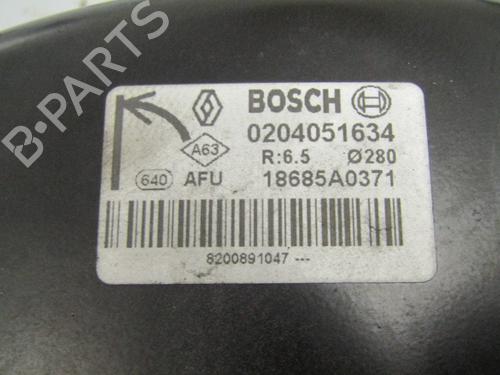 BOSCH
0204051634
A63
R:6.5 Ø280
640 AFU 18685A0371
8200891047 ---
B-PARTS